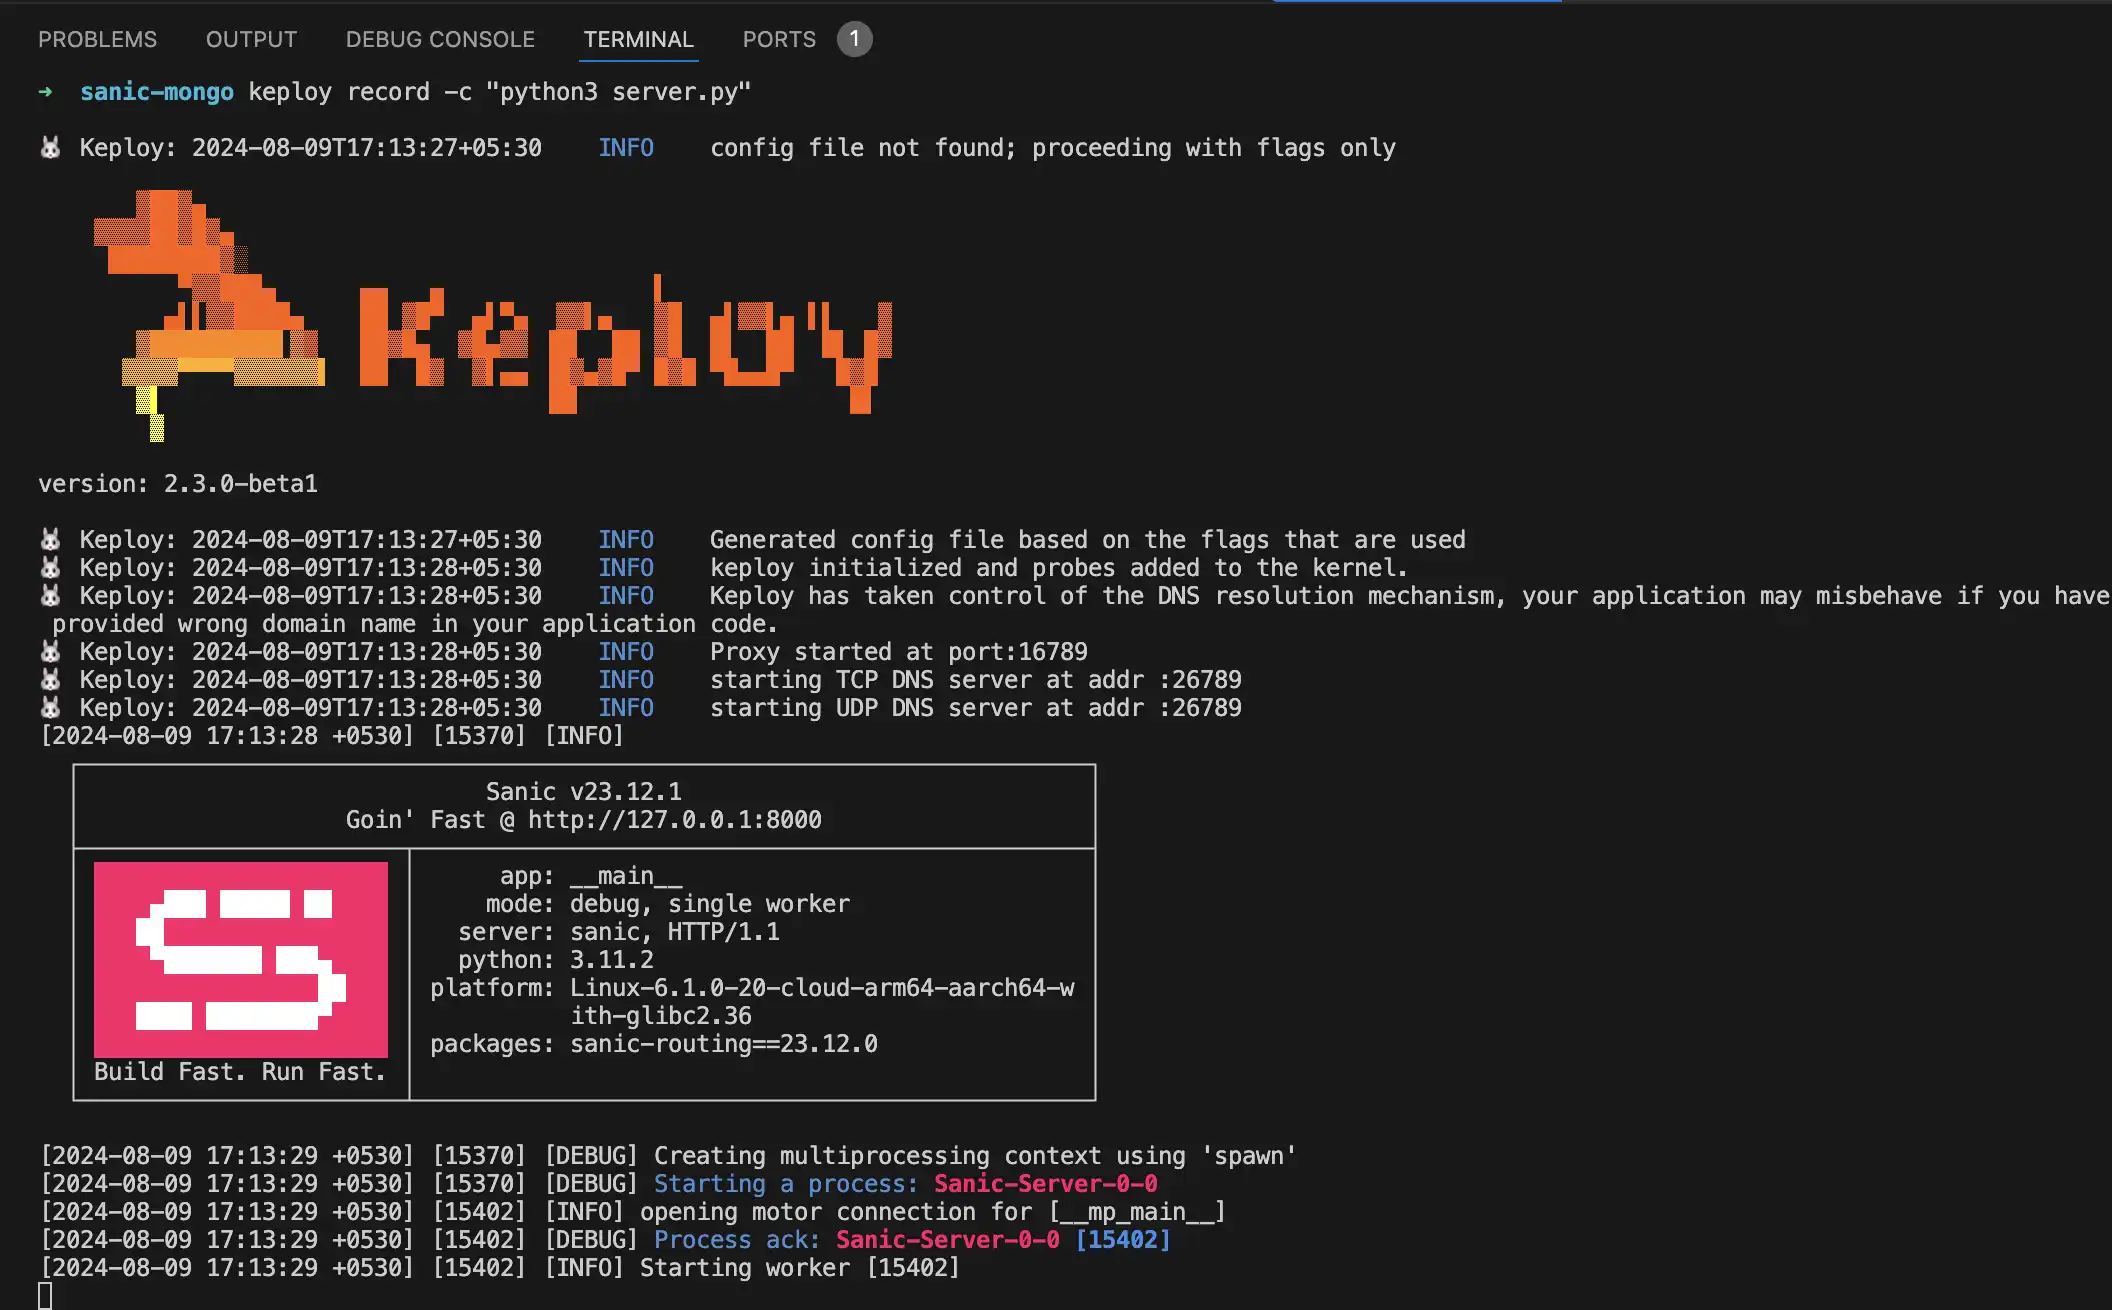 PROBLEMS OUTPUT DEBUG CONSOLE TERMINAL PORTS 1
➜ sanic-mongo keploy record -c "python3 server.py"
🐰 Keploy: 2024-08-09T17:13:27+05:30 INFO config file not found; proceeding with flags only
Keploy
version: 2.3.0-beta1
🐰 Keploy: 2024-08-09T17:13:27+05:30 INFO Generated config file based on the flags that are used
🐰 Keploy: 2024-08-09T17:13:28+05:30 INFO keploy initialized and probes added to the kernel.
🐰 Keploy: 2024-08-09T17:13:28+05:30 INFO Keploy has taken control of the DNS resolution mechanism, your application may misbehave if you have
provided wrong domain name in your application code.
🐰 Keploy: 2024-08-09T17:13:28+05:30 INFO Proxy started at port:16789
🐰 Keploy: 2024-08-09T17:13:28+05:30 INFO starting TCP DNS server at addr :26789
🐰 Keploy: 2024-08-09T17:13:28+05:30 INFO starting UDP DNS server at addr :26789
[2024-08-09 17:13:28 +0530] [15370] [INFO]
Sanic v23.12.1
Goin' Fast @ http://127.0.0.1:8000
app: __main__
mode: debug, single worker
server: sanic, HTTP/1.1
python: 3.11.2
platform: Linux-6.1.0-20-cloud-arm64-aarch64-w
ith-glibc2.36
packages: sanic-routing==23.12.0
Build Fast. Run Fast.
[2024-08-09 17:13:29 +0530] [15370] [DEBUG] Creating multiprocessing context using 'spawn'
[2024-08-09 17:13:29 +0530] [15370] [DEBUG] Starting a process: Sanic-Server-0-0
[2024-08-09 17:13:29 +0530] [15402] [INFO] opening motor connection for [__mp_main__]
[2024-08-09 17:13:29 +0530] [15402] [DEBUG] Process ack: Sanic-Server-0-0 [15402]
[2024-08-09 17:13:29 +0530] [15402] [INFO] Starting worker [15402]